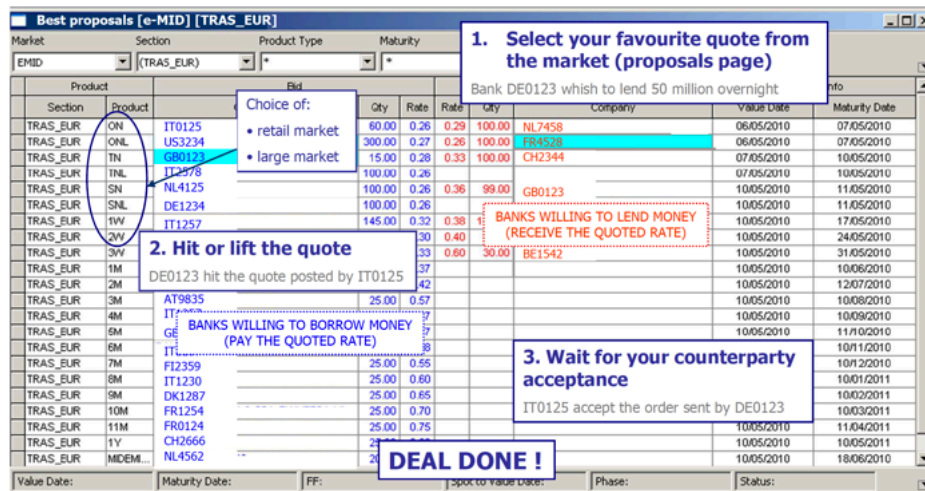 Best proposals [e-MID] [TRAS_EUR]
Market Section Product Type Maturity
EMID (TRAS_EUR) * *
1. Select your favourite quote from
the market (proposals page)
Bank DE0123 whish to lend 50 million overnight
Product Bid nfo
Section Product Qty Rate Rate Qty Company Value Date Maturity Date
Choice of:
• retail market
• large market
TRAS_EUR ON IT0125 60.00 0.26 0.29 100.00 NL7458 06/05/2010 07/05/2010
TRAS_EUR ONL US3234 300.00 0.27 0.26 100.00 FR4528 06/05/2010 07/05/2010
TRAS_EUR TN GB0123 15.00 0.28 0.33 100.00 CH2344 07/05/2010 10/05/2010
TRAS_EUR TNL IT2578 100.00 0.26 07/05/2010 10/05/2010
TRAS_EUR SN NL4125 100.00 0.26 0.36 99.00 GB0123 10/05/2010 11/05/2010
TRAS_EUR SNL DE1234 100.00 0.26 10/05/2010 11/05/2010
TRAS_EUR 1W IT1257 145.00 0.32 0.38 1 10/05/2010 17/05/2010
TRAS_EUR 2W 30 0.40 10/05/2010 24/05/2010
TRAS_EUR 3W 33 0.60 30.00 BE1542 10/05/2010 31/05/2010
BANKS WILLING TO LEND MONEY
(RECEIVE THE QUOTED RATE)
2. Hit or lift the quote
DE0123 hit the quote posted by IT0125
TRAS_EUR 1M 37 10/05/2010 10/06/2010
TRAS_EUR 2M 42 10/05/2010 12/07/2010
TRAS_EUR 3M AT9835 25.00 0.57 10/05/2010 10/08/2010
TRAS_EUR 4M 7 10/05/2010 10/09/2010
TRAS_EUR 5M GE 7 10/05/2010 11/10/2010
TRAS_EUR 6M IT 8 10/11/2010
TRAS_EUR 7M FI2359 25.00 0.55 10/12/2010
TRAS_EUR 8M IT1230 25.00 0.60 10/01/2011
TRAS_EUR 9M DK1287 25.00 0.65 10/02/2011
TRAS_EUR 10M FR1254 25.00 0.70 10/03/2011
TRAS_EUR 11M FR0124 25.00 0.75 10/05/2010 11/04/2011
TRAS_EUR 1Y CH2666 10/05/2010 10/05/2011
TRAS_EUR MIDEMI... NL4562 20 10/05/2010 18/06/2010
BANKS WILLING TO BORROW MONEY
(PAY THE QUOTED RATE)
3. Wait for your counterparty
acceptance
IT0125 accept the order sent by DE0123
DEAL DONE !
Value Date: Maturity Date: FF: Spot to Value Date: Phase: Status: